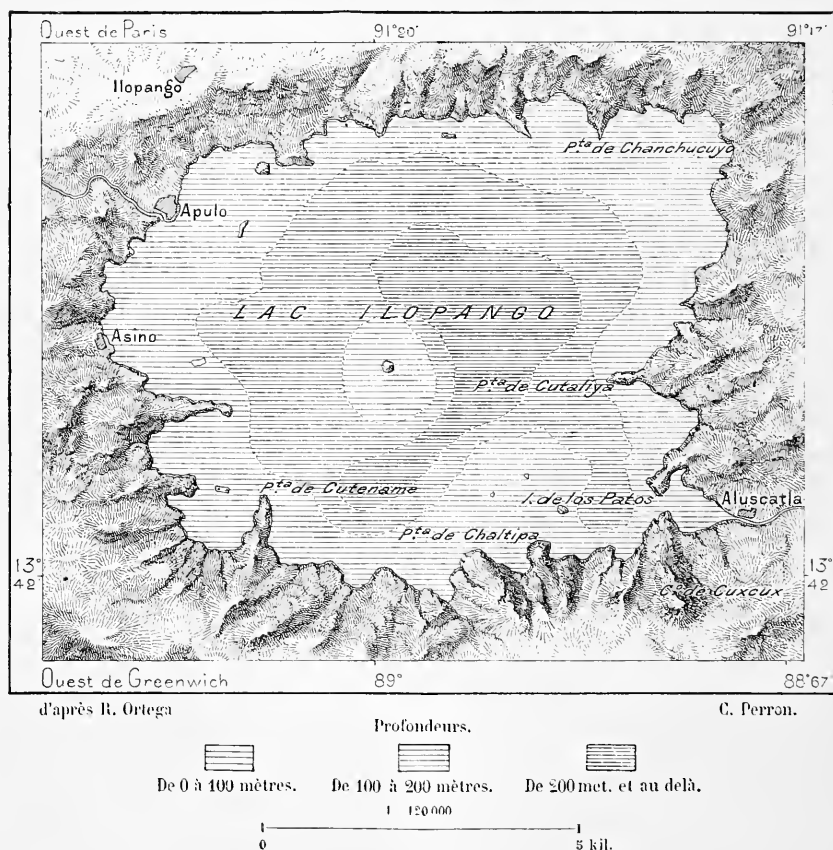 Ouest de Paris 91°20' 91°17'
Ilopango
Pta de Chanchucuyo
Apulo
LAC ILOPANGO
Asino
Pta de Cutaliya
Pta de Cuteñame
I. de los Patos
Aluscatla
Pta de Chaltipa
13° 42'
13° 42
C. de Cuxcux
Ouest de Greenwich 89° 88°67'
d'après R. Ortega
C. Perron.
Profondeurs.
De 0 à 100 mètres. De 100 à 200 mètres. De 200 met. et au delà.
1 120 000
0 5 kil.